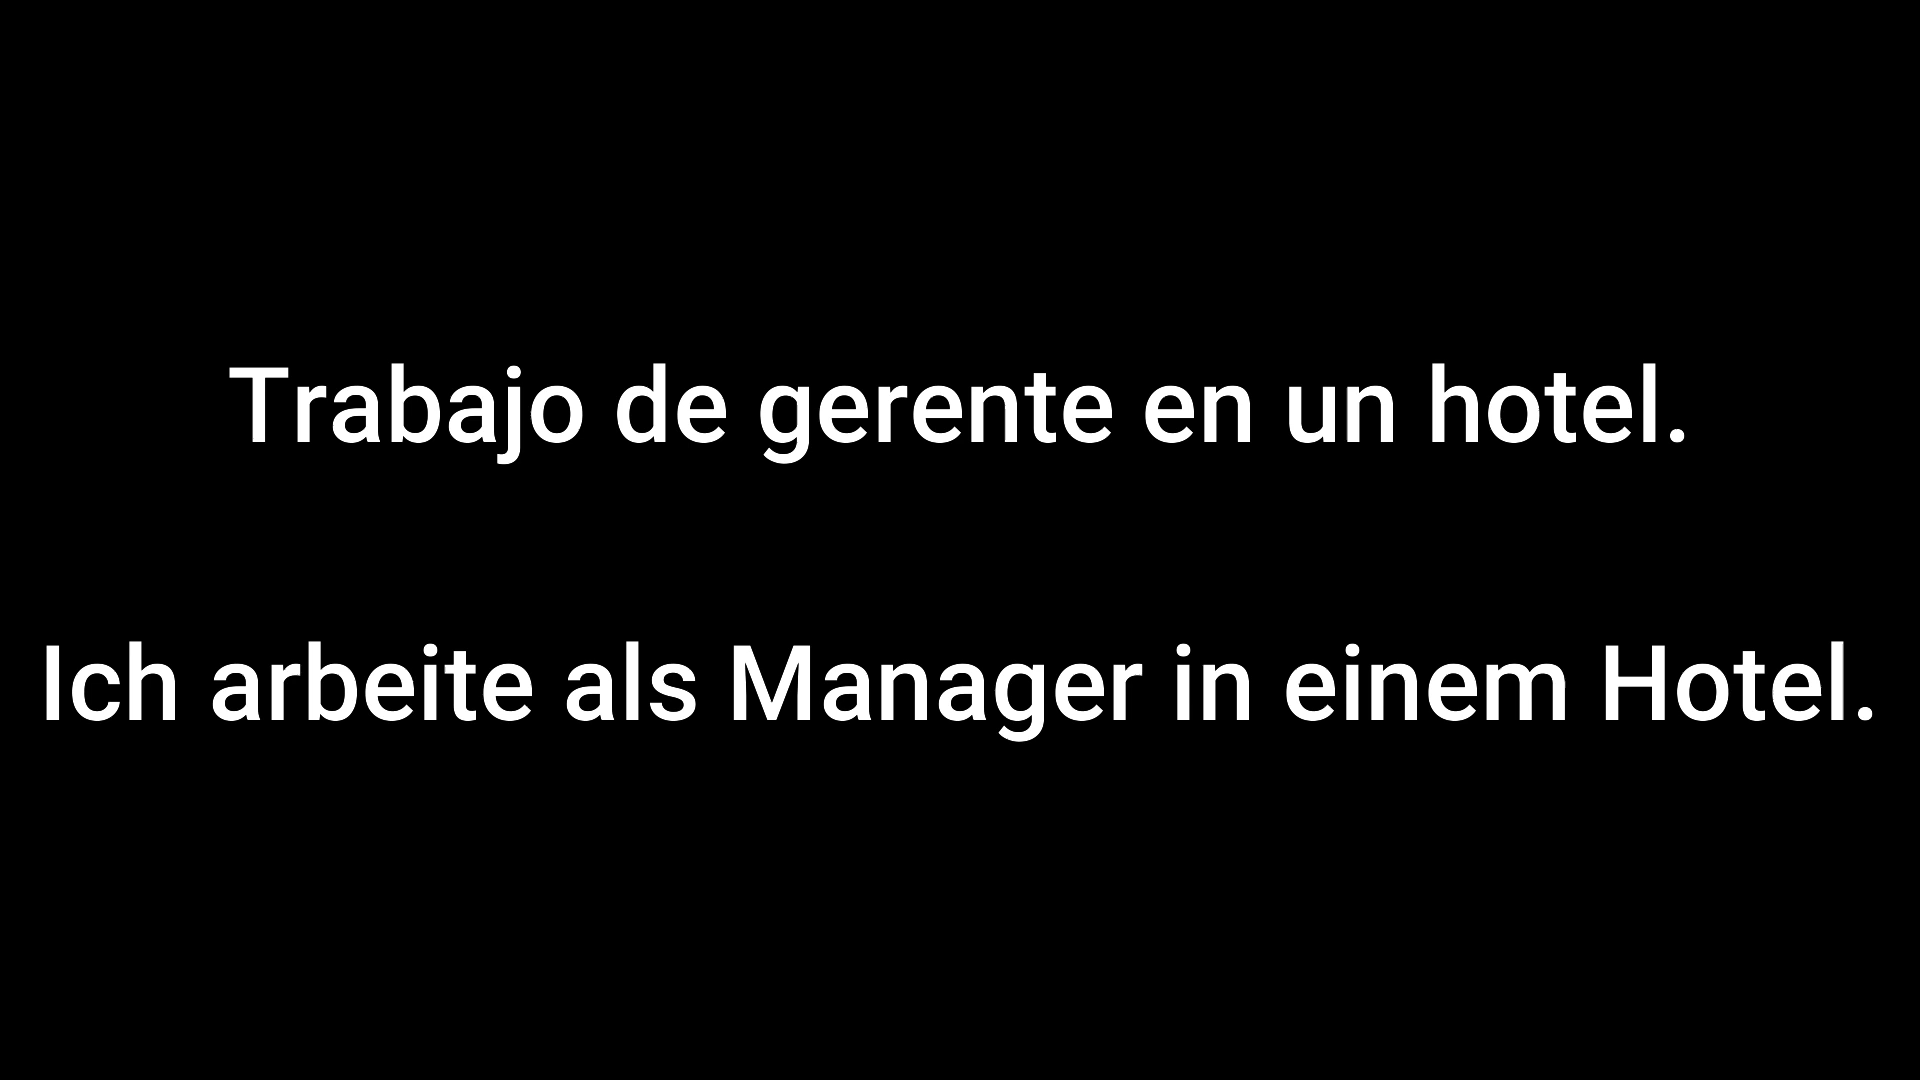 Trabajo de gerente en un hotel.
Ich arbeite als Manager in einem Hotel.